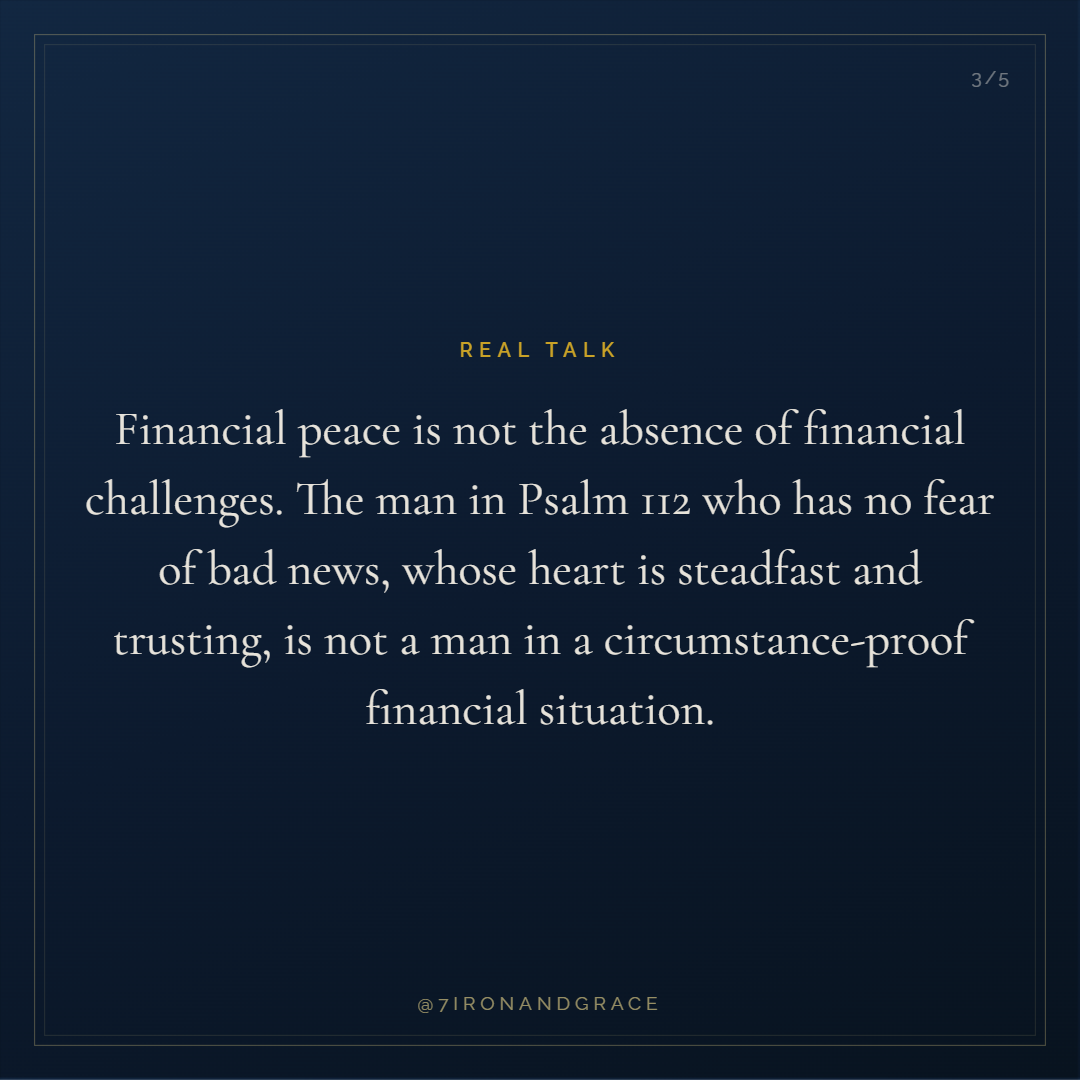 3/5
REAL TALK
Financial peace is not the absence of financial
challenges. The man in Psalm 112 who has no fear
of bad news, whose heart is steadfast and
trusting, is not a man in a circumstance-proof
financial situation.
@7IRONANDGRACE